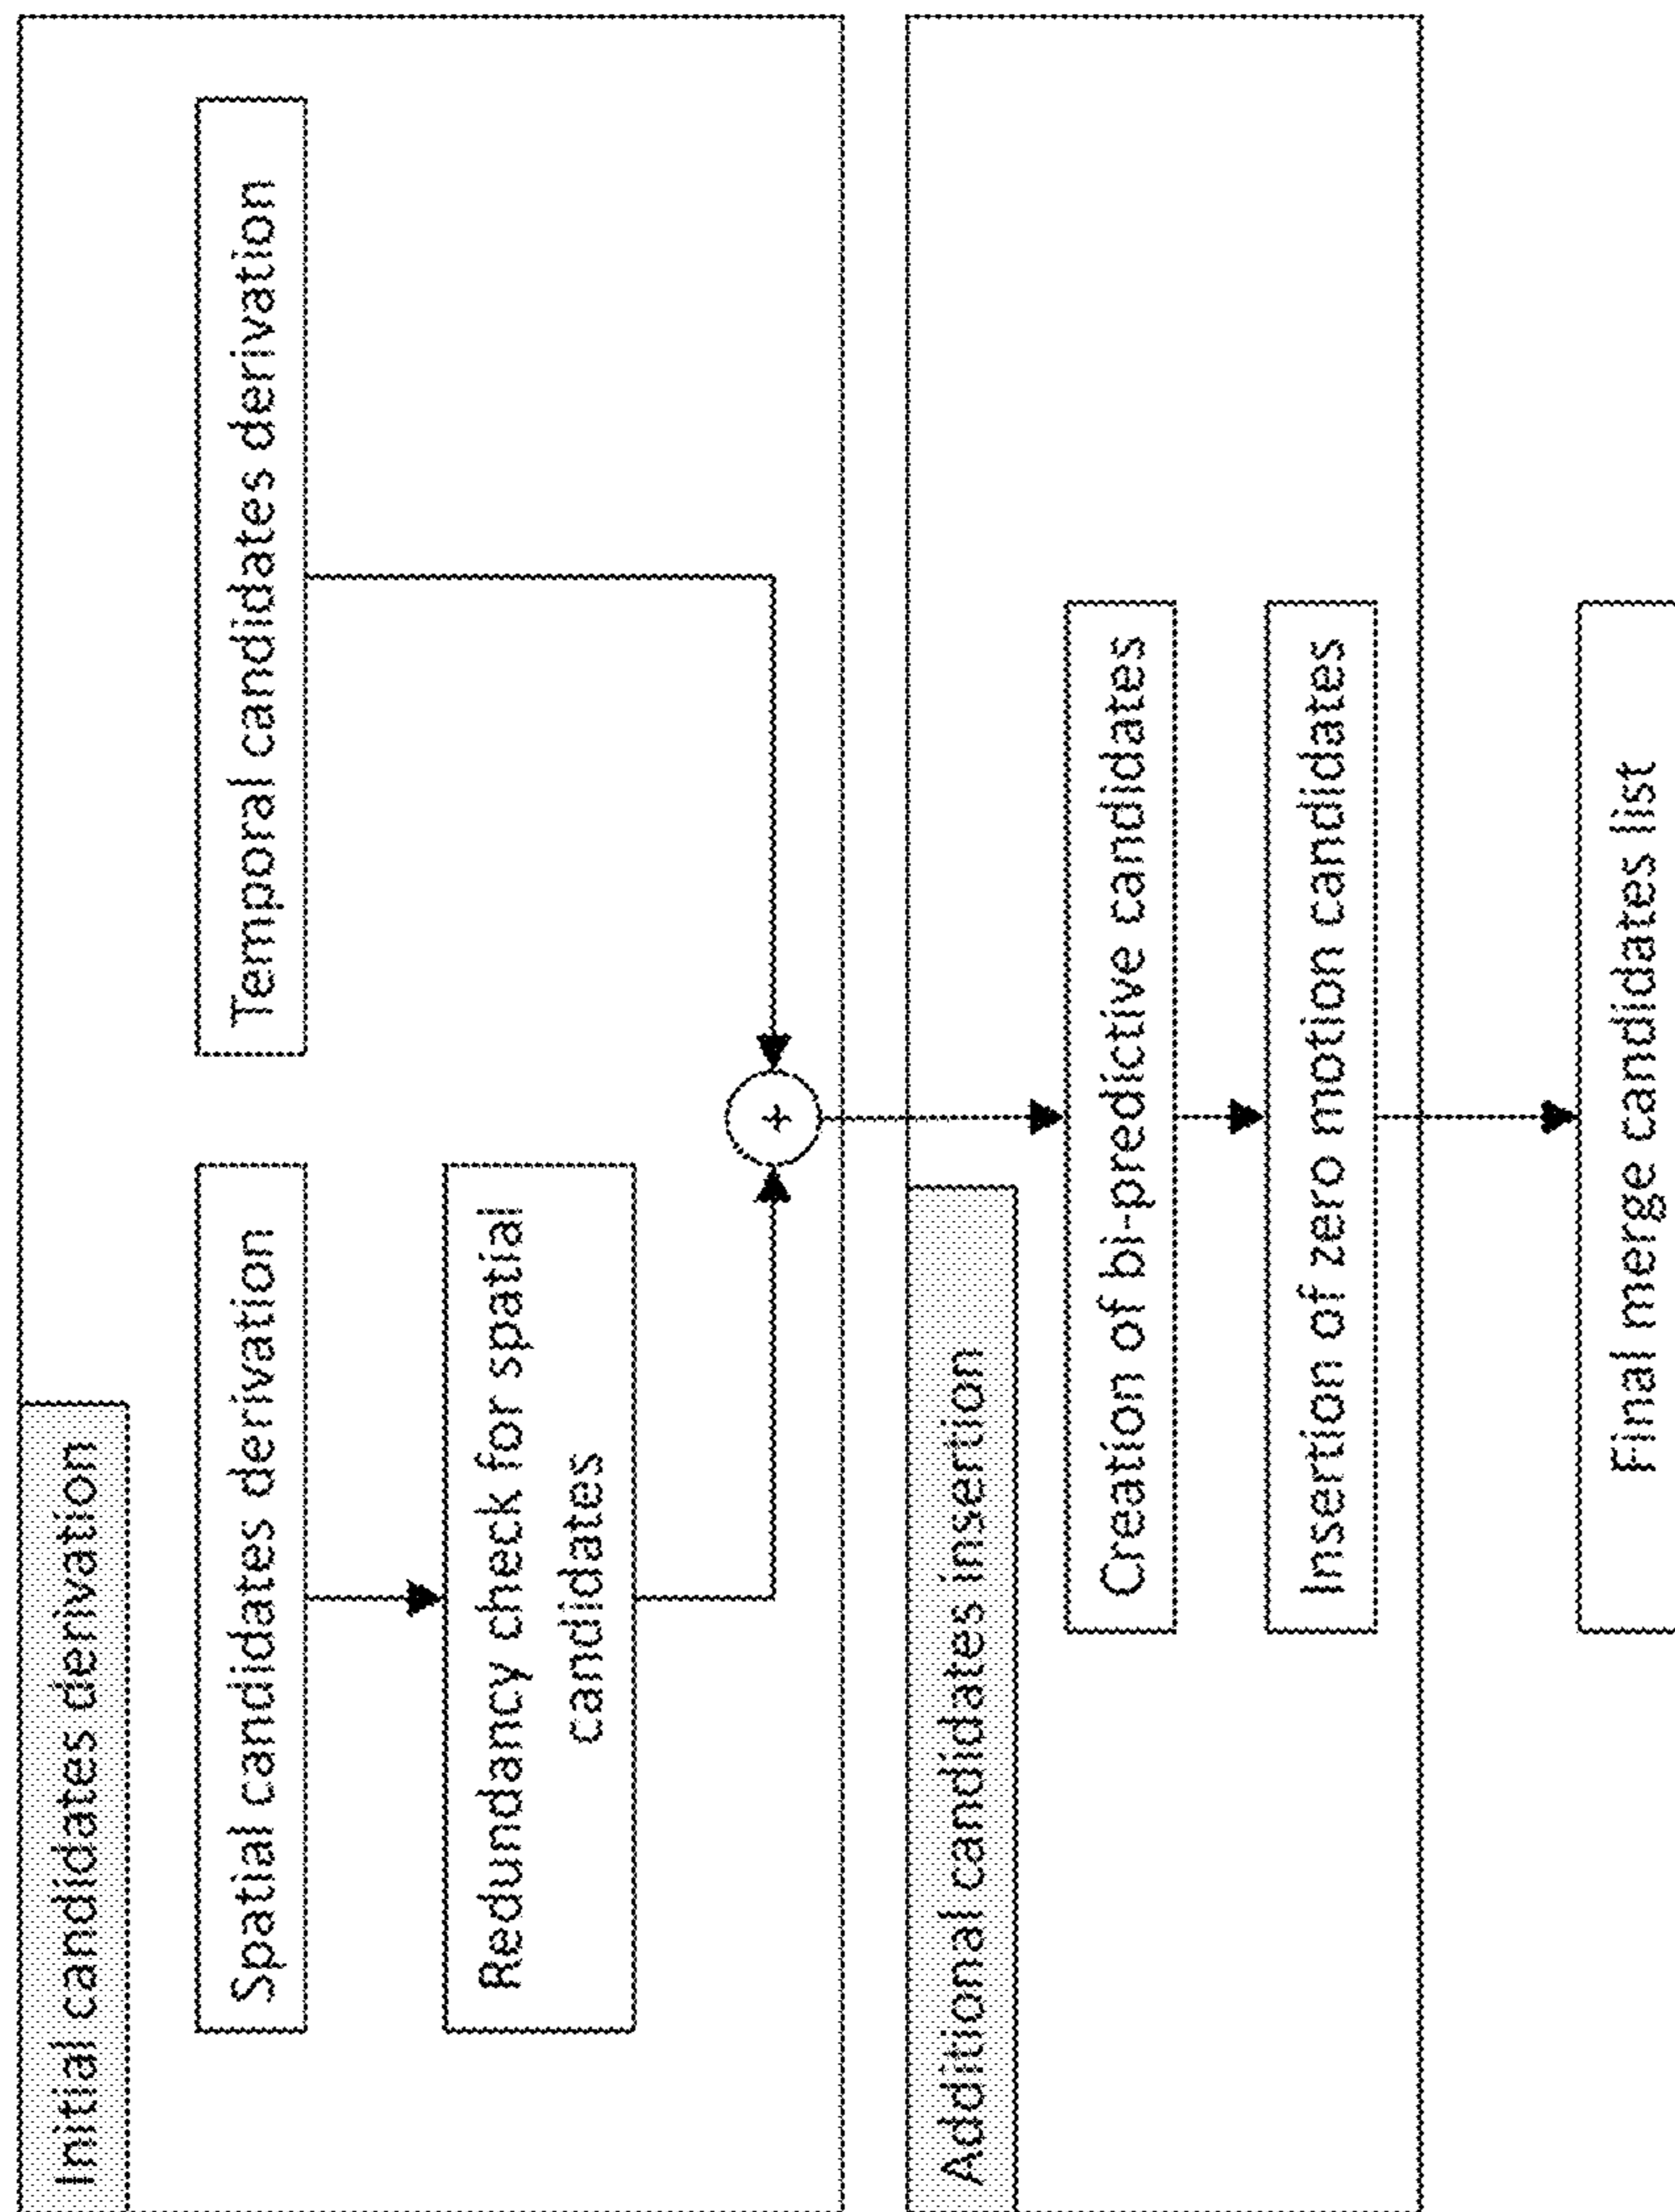 Initial candidates derivation
Spatial candidates derivation
Temporal candidates derivation
Redundancy check for spatial
candidates
+
Additional candidates insertion
Creation of bi-predictive candidates
Insertion of zero motion candidates
Final merge candidates list